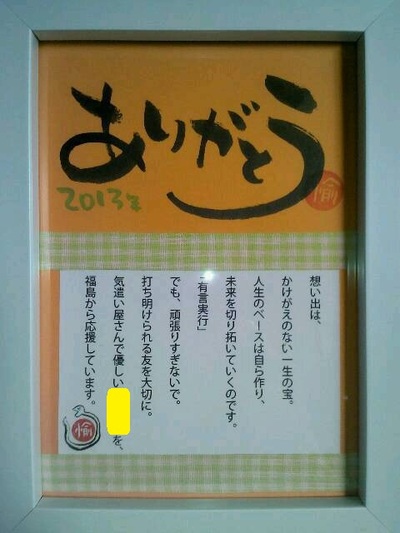 ありがとう
2013年
愉
想い出は、
かけがえのない一生の宝。
人生のベースは自ら作り、
未来を切り拓いていくのです。
「有言実行」
でも、頑張りすぎないで。
打ち明けられる友を大切に。
気遣い屋さんで優しい を、
福島から応援しています。
愉